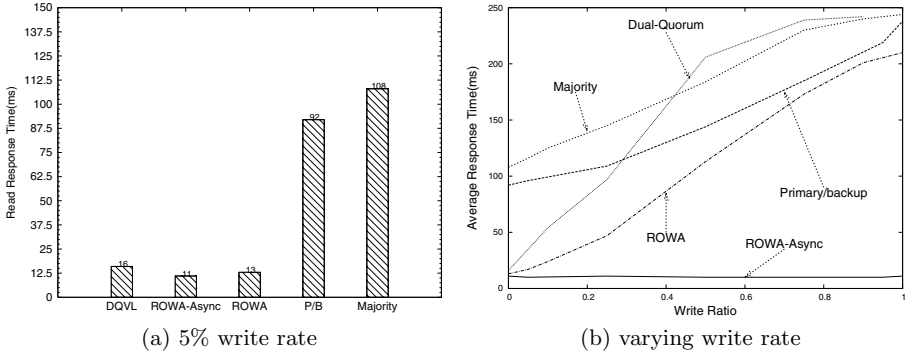 150
137.5
125
112.5
100
87.5
75
62.5
50
37.5
25
12.5
0
Read Response Time(ms)
16
11
13
92
108
DQVL ROWA-Async ROWA P/B Majority
(a) 5% write rate
250
200
150
100
50
0
Average Response Time(ms)
Dual-Quorum
Majority
Primary/backup
ROWA
ROWA-Async
0 0.2 0.4 0.6 0.8 1
Write Ratio
(b) varying write rate